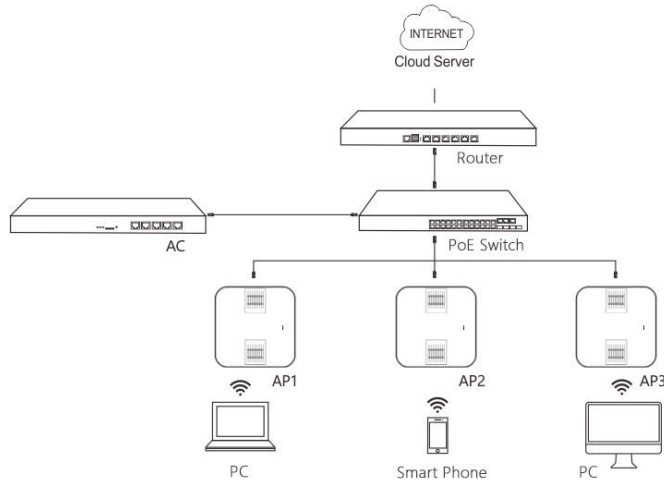 INTERNET
Cloud Server
Router
AC
PoE Switch
AP1
AP2
AP3
PC
Smart Phone
PC